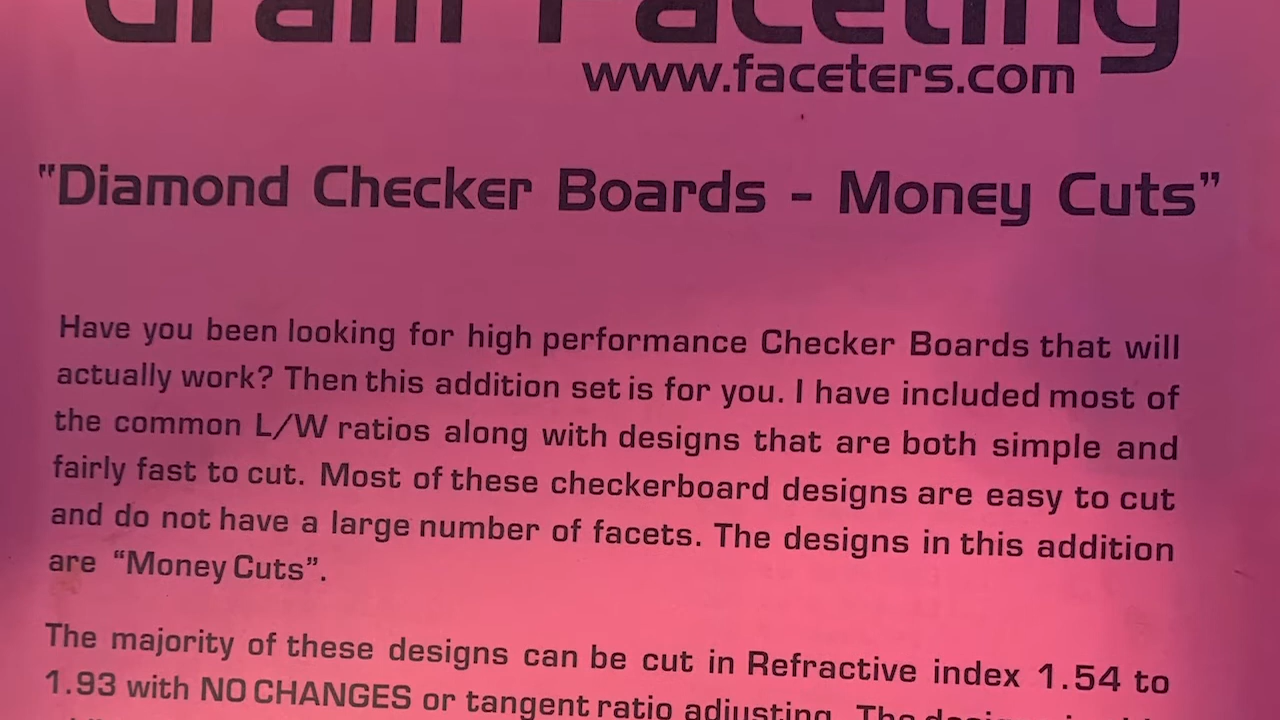 Gram Faceting
www.faceters.com
"Diamond Checker Boards - Money Cuts"
Have you been looking for high performance Checker Boards that will
actually work? Then this addition set is for you. I have included most of
the common L/W ratios along with designs that are both simple and
fairly fast to cut. Most of these checkerboard designs are easy to cut
and do not have a large number of facets. The designs in this addition
are “Money Cuts”.
The majority of these designs can be cut in Refractive index 1.54 to
1.93 with NO CHANGES or tangent ratio adjusting. The